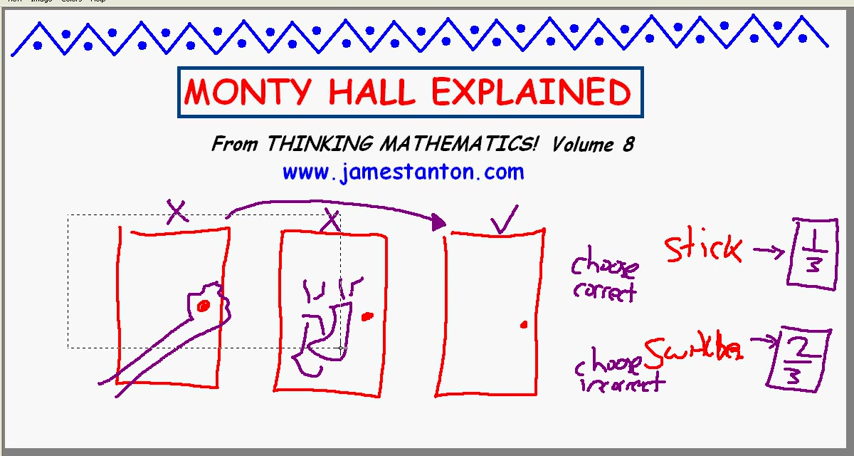 MONTY HALL EXPLAINED
From THINKING MATHEMATICS! Volume 8
www.jamestanton.com
X X ✓
choose correct stick → 1/3
choose incorrect → 2/3